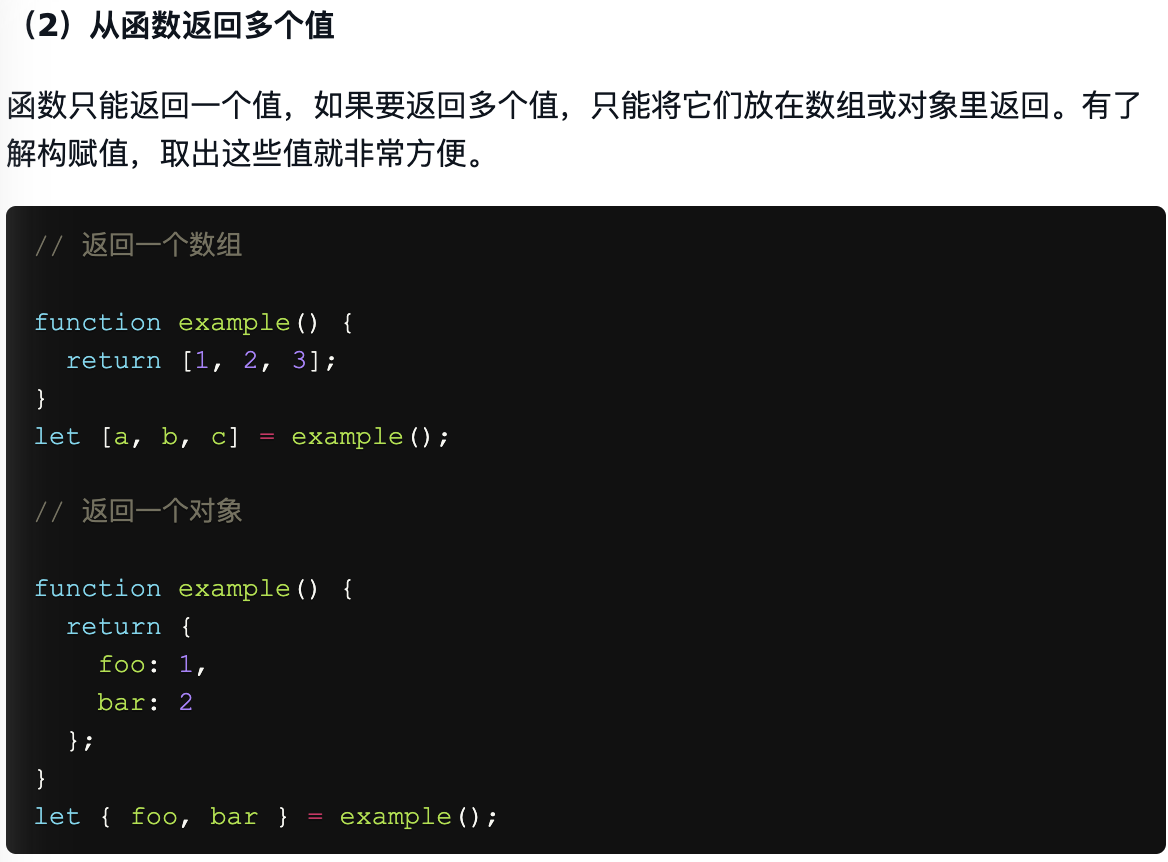 （2）从函数返回多个值
函数只能返回一个值，如果要返回多个值，只能将它们放在数组或对象里返回。有了
解构赋值，取出这些值就非常方便。
// 返回一个数组
function example() {
  return [1, 2, 3];
}
let [a, b, c] = example();
// 返回一个对象
function example() {
  return {
    foo: 1,
    bar: 2
  };
}
let { foo, bar } = example();